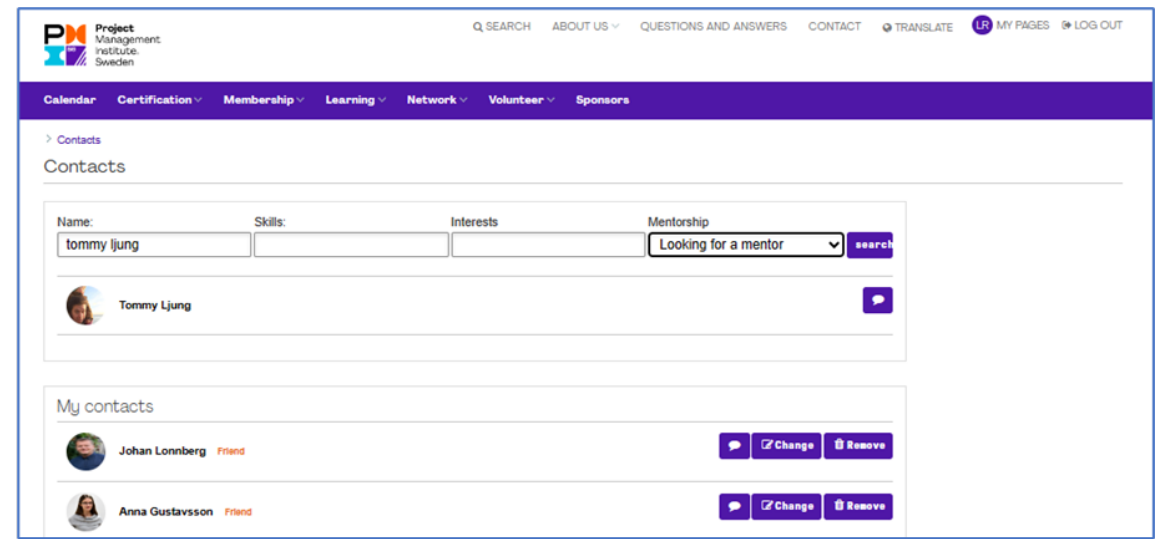 Project
Management
Institute.
Sweden
SEARCH ABOUT US QUESTIONS AND ANSWERS CONTACT TRANSLATE LR MY PAGES LOG OUT
Calendar Certification Membership Learning Network Volunteer Sponsors
> Contacts
Contacts
Name: Skills: Interests Mentorship
tommy ljung Looking for a mentor search
Tommy Ljung
My contacts
Johan Lonnberg Friend Change Remove
Anna Gustavsson Friend Change Remove